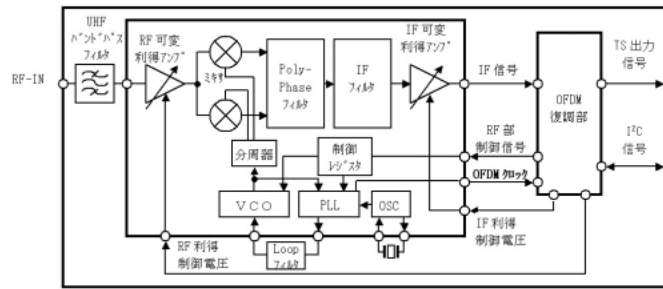 UHF
ﾊﾞﾝﾄﾞﾊﾟｽ
フィルタ
RF-IN
RF 可変
利得ｱﾝﾌﾟ
ﾐｷｻ
Poly-
Phase
フィルタ
IF
フィルタ
IF 可変
利得ｱﾝﾌﾟ
IF 信号
OFDM
復調部
TS 出力
信号
I²C
信号
RF 部
制御信号
OFDM クロック
分周器
制御
ﾚｼﾞｽﾀ
VCO
PLL
OSC
IF 利得
制御電圧
RF 利得
制御電圧
Loop
フィルタ